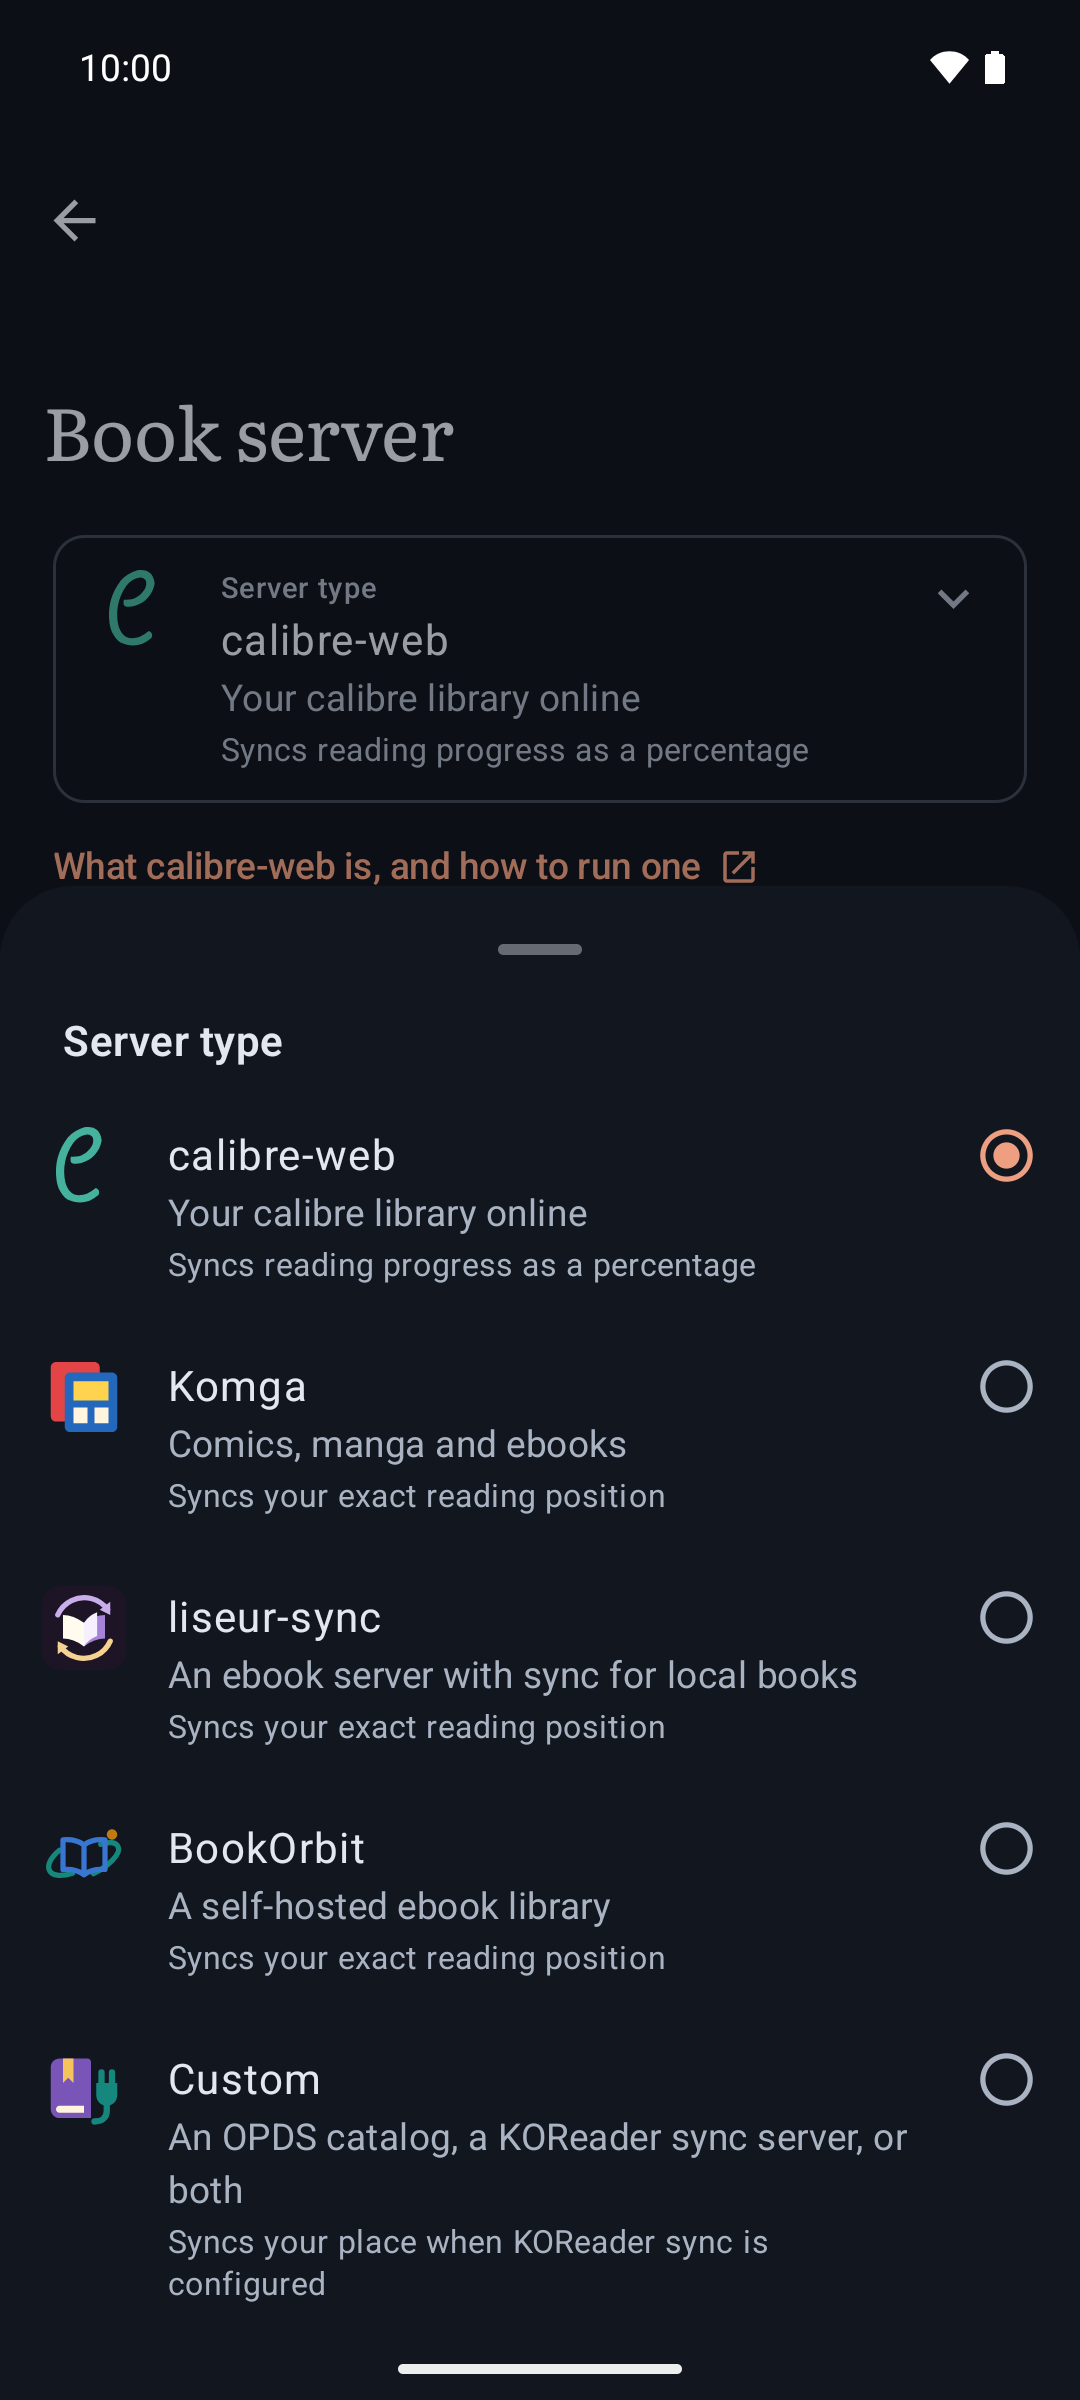 10:00
Book server
Server type
calibre-web
Your calibre library online
Syncs reading progress as a percentage
What calibre-web is, and how to run one
Server type
calibre-web
Your calibre library online
Syncs reading progress as a percentage
Komga
Comics, manga and ebooks
Syncs your exact reading position
liseur-sync
An ebook server with sync for local books
Syncs your exact reading position
BookOrbit
A self-hosted ebook library
Syncs your exact reading position
Custom
An OPDS catalog, a KOReader sync server, or
both
Syncs your place when KOReader sync is
configured